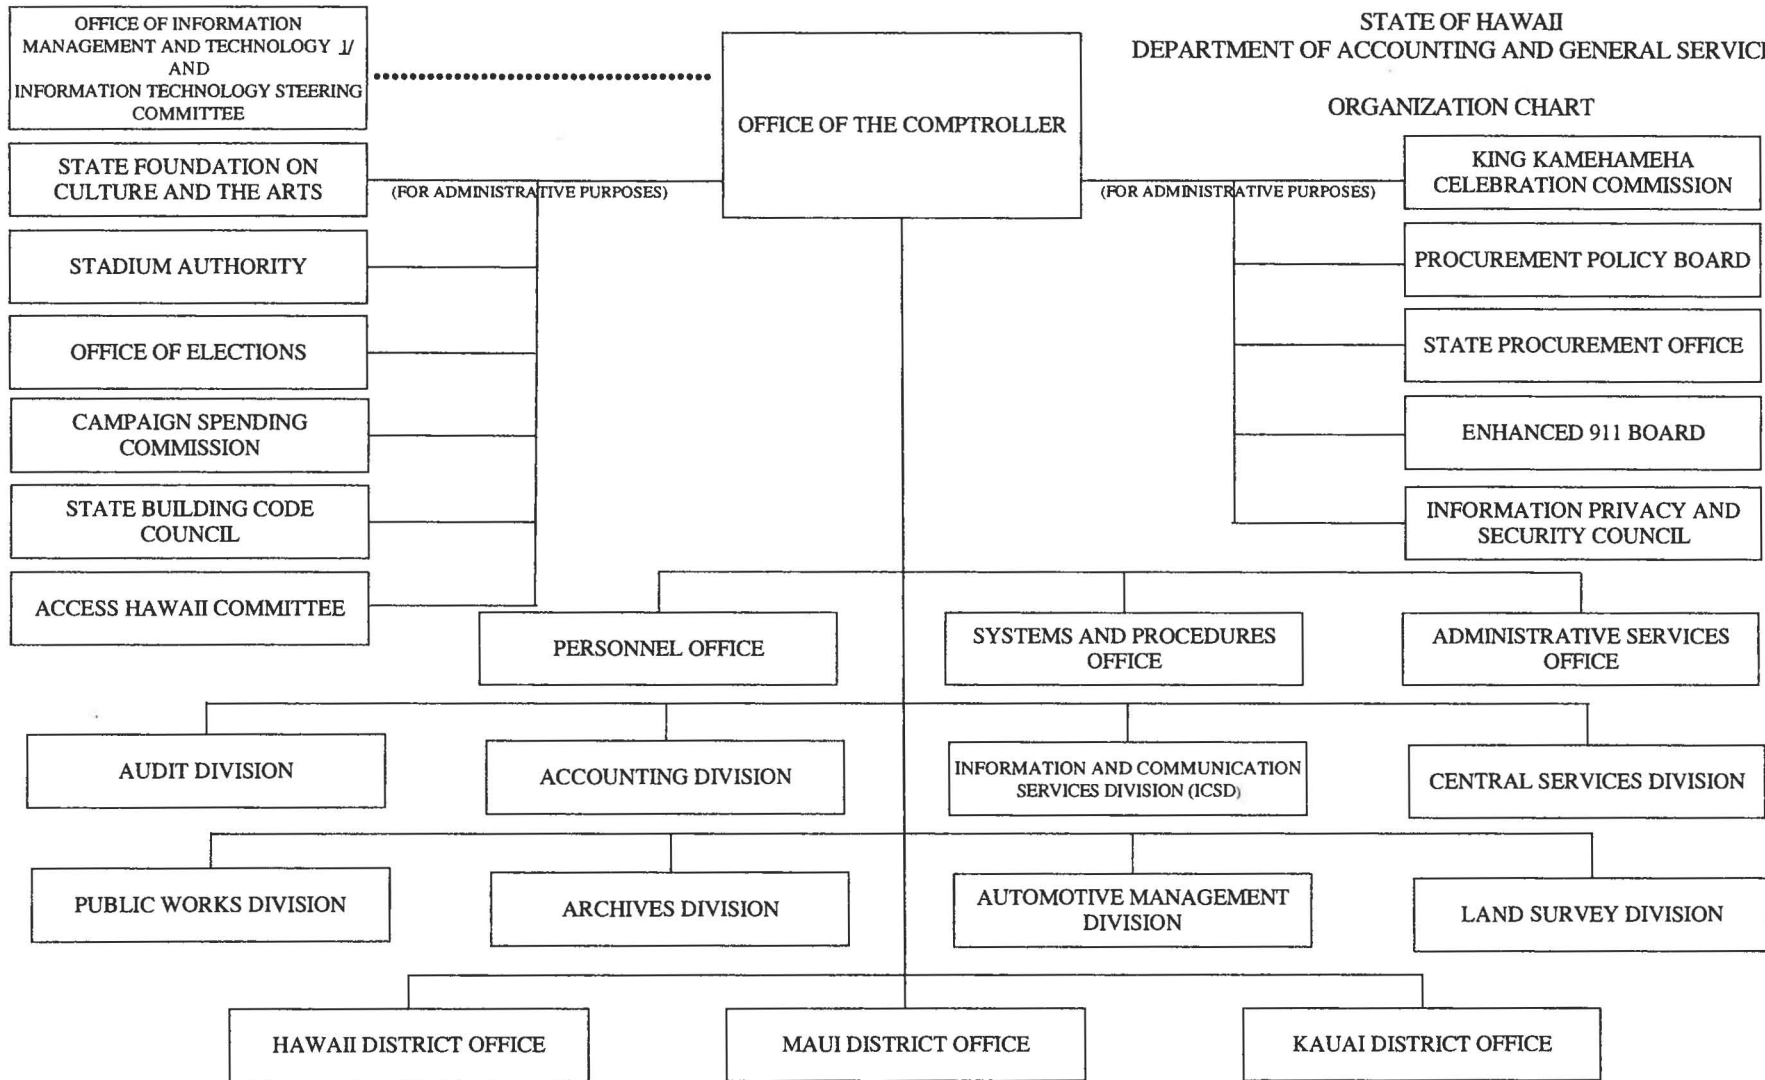 OFFICE OF INFORMATION
MANAGEMENT AND TECHNOLOGY 1/
AND
INFORMATION TECHNOLOGY STEERING
COMMITTEE
STATE OF HAWAII
DEPARTMENT OF ACCOUNTING AND GENERAL SERVICE
ORGANIZATION CHART
OFFICE OF THE COMPTROLLER
STATE FOUNDATION ON
CULTURE AND THE ARTS
(FOR ADMINISTRATIVE PURPOSES)
STADIUM AUTHORITY
OFFICE OF ELECTIONS
CAMPAIGN SPENDING
COMMISSION
STATE BUILDING CODE
COUNCIL
ACCESS HAWAII COMMITTEE
(FOR ADMINISTRATIVE PURPOSES)
KING KAMEHAMEHA
CELEBRATION COMMISSION
PROCUREMENT POLICY BOARD
STATE PROCUREMENT OFFICE
ENHANCED 911 BOARD
INFORMATION PRIVACY AND
SECURITY COUNCIL
PERSONNEL OFFICE
SYSTEMS AND PROCEDURES
OFFICE
ADMINISTRATIVE SERVICES
OFFICE
AUDIT DIVISION
ACCOUNTING DIVISION
INFORMATION AND COMMUNICATION
SERVICES DIVISION (ICSD)
CENTRAL SERVICES DIVISION
PUBLIC WORKS DIVISION
ARCHIVES DIVISION
AUTOMOTIVE MANAGEMENT
DIVISION
LAND SURVEY DIVISION
HAWAII DISTRICT OFFICE
MAUI DISTRICT OFFICE
KAUAI DISTRICT OFFICE